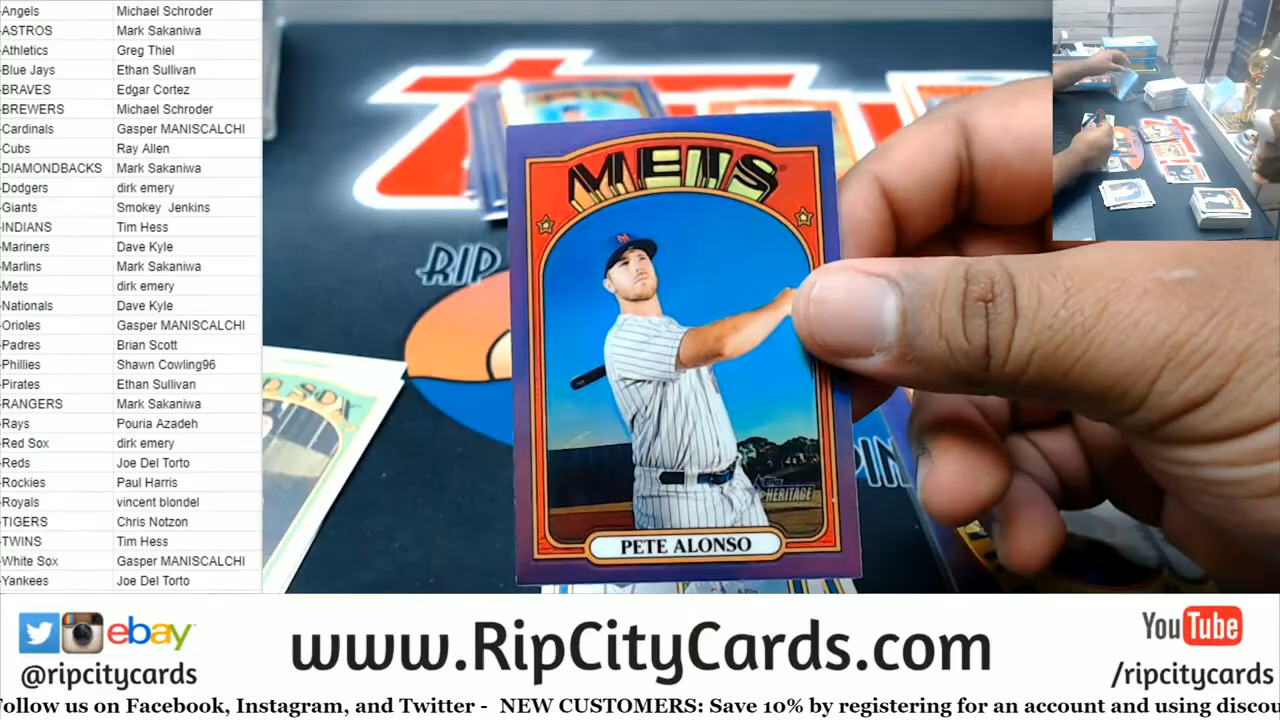 -Angels Michael Schroder
-ASTROS Mark Sakaniwa
-Athletics Greg Thiel
-Blue Jays Ethan Sullivan
-BRAVES Edgar Cortez
-BREWERS Michael Schroder
-Cardinals Gasper MANISCALCHI
-Cubs Ray Allen
-DIAMONDBACKS Mark Sakaniwa
-Dodgers dirk emery
-Giants Smokey Jenkins
-INDIANS Tim Hess
-Mariners Dave Kyle
-Marlins Mark Sakaniwa
-Mets dirk emery
-Nationals Dave Kyle
-Orioles Gasper MANISCALCHI
-Padres Brian Scott
-Phillies Shawn Cowling96
-Pirates Ethan Sullivan
-RANGERS Mark Sakaniwa
-Rays Pouria Azadeh
-Red Sox dirk emery
-Reds Joe Del Torto
-Rockies Paul Harris
-Royals vincent blondel
-TIGERS Chris Notzon
-TWINS Tim Hess
-White Sox Gasper MANISCALCHI
-Yankees Joe Del Torto
METS
RIP
SOX
Topps
HERITAGE
PETE ALONSO
ebay
@ripcitycards
www.RipCityCards.com
YouTube
/ripcitycards
Follow us on Facebook, Instagram, and Twitter - NEW CUSTOMERS: Save 10% by registering for an account and using discou